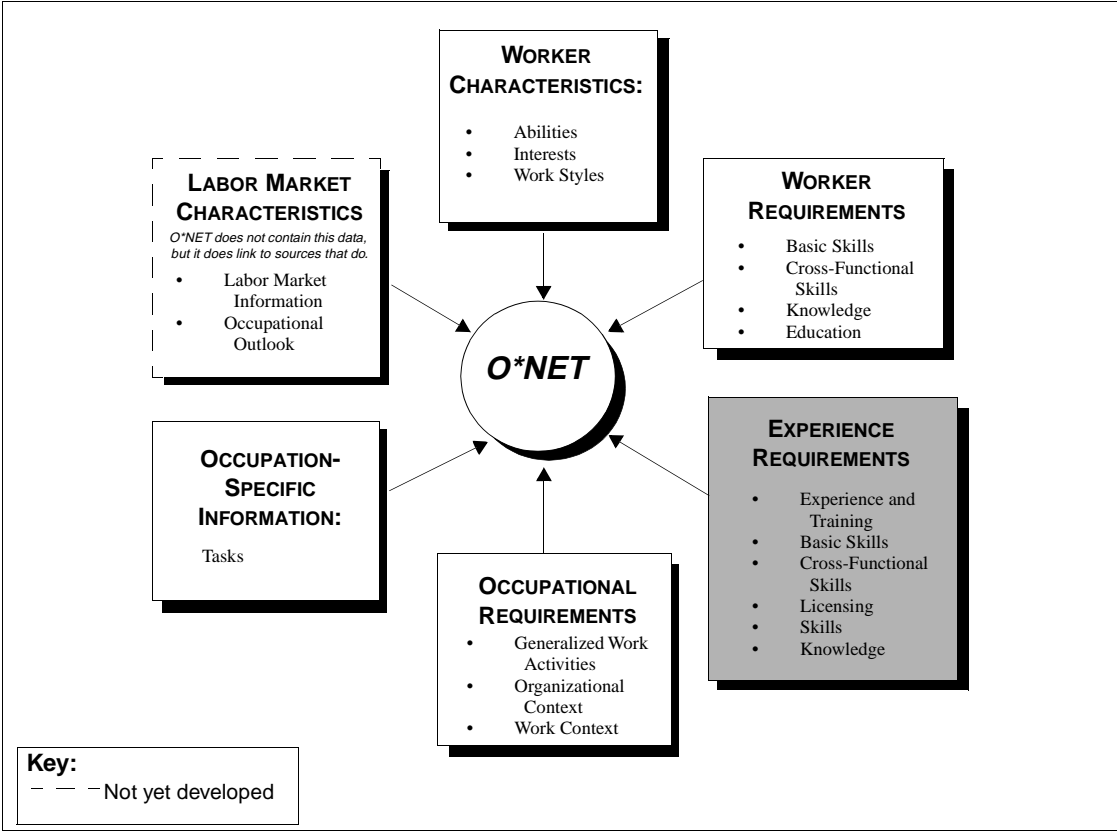 WORKER
CHARACTERISTICS:
• Abilities
• Interests
• Work Styles
LABOR MARKET
CHARACTERISTICS
O*NET does not contain this data,
but it does link to sources that do.
• Labor Market
Information
• Occupational
Outlook
WORKER
REQUIREMENTS
• Basic Skills
• Cross-Functional
Skills
• Knowledge
• Education
O*NET
OCCUPATION-
SPECIFIC
INFORMATION:
Tasks
EXPERIENCE
REQUIREMENTS
• Experience and
Training
• Basic Skills
• Cross-Functional
Skills
• Licensing
• Skills
• Knowledge
OCCUPATIONAL
REQUIREMENTS
• Generalized Work
Activities
• Organizational
Context
• Work Context
Key:
Not yet developed